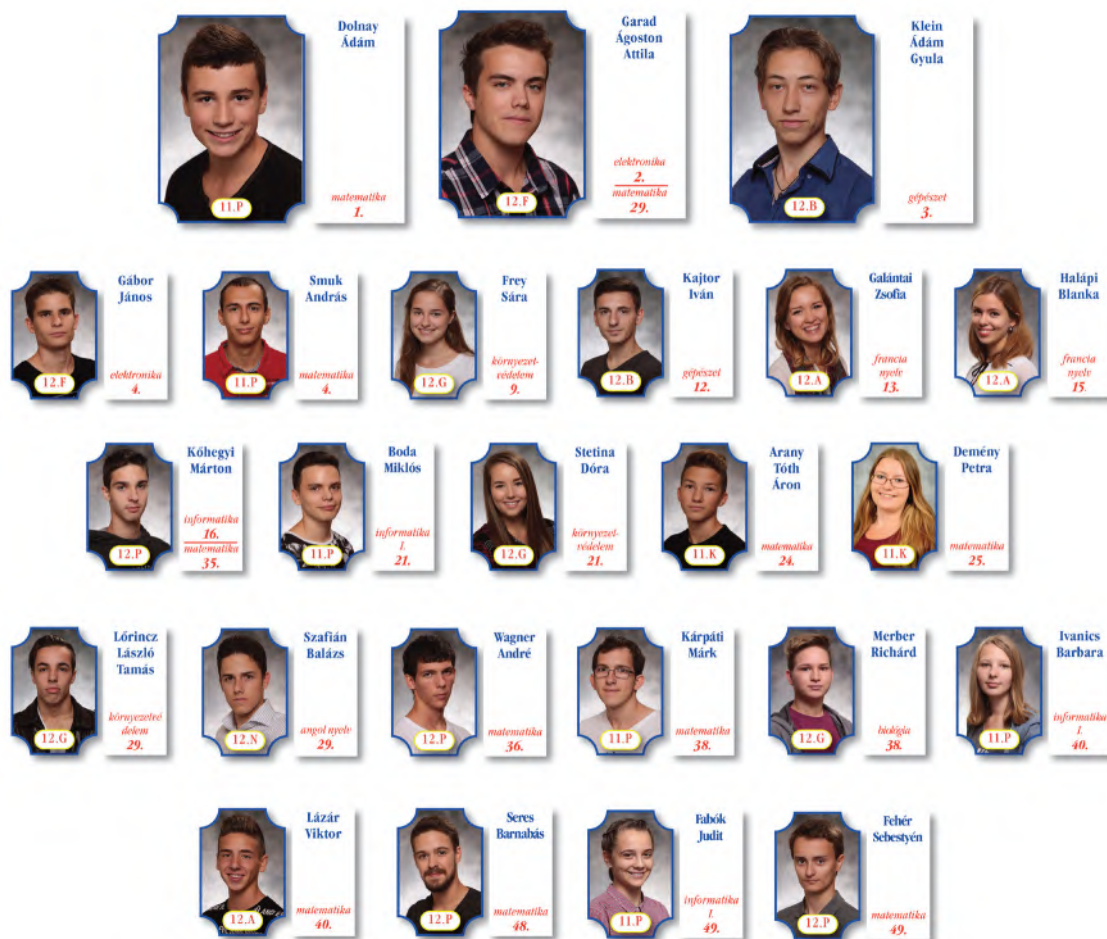 Dolnay
Ádám
matematika
1.
11.P
Garad
Ágoston
Attila
elektronika
2.
matematika
29.
12.F
Klein
Ádám
Gyula
gépészet
3.
12.B
Gábor
János
elektronika
4.
12.F
Smuk
András
matematika
4.
11.P
Frey
Sára
környezet-
védelem
9.
12.G
Kajtor
Iván
gépészet
12.
12.B
Galántai
Zsofia
francia
nyelv
13.
12.A
Halápi
Blanka
francia
nyelv
15.
12.A
Kőhegyi
Márton
informatika
16.
matematika
35.
12.P
Boda
Miklós
informatika
I.
21.
11.P
Stetina
Dóra
környezet-
védelem
21.
12.G
Arany
Tóth
Áron
matematika
24.
11.K
Demény
Petra
matematika
25.
11.K
Lőrincz
László
Tamás
környezetvé
delem
29.
12.G
Szafián
Balázs
angol nyelv
29.
12.N
Wagner
André
matematika
36.
12.P
Kárpáti
Márk
matematika
38.
11.P
Merber
Richárd
biológia
38.
12.G
Ivanics
Barbara
informatika
I.
40.
11.P
Lázár
Viktor
matematika
40.
12.A
Seres
Barnabás
matematika
48.
12.P
Fabók
Judit
informatika
I.
49.
11.P
Fehér
Sebestyén
matematika
49.
12.P